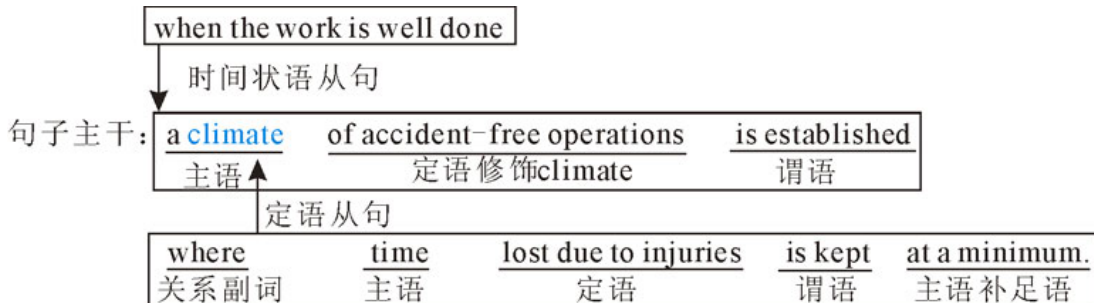 when the work is well done
时间状语从句
句子主干: a climate of accident-free operations is established
主语 定语修饰climate 谓语
定语从句
where time lost due to injuries is kept at a minimum.
关系副词 主语 定语 谓语 主语补足语